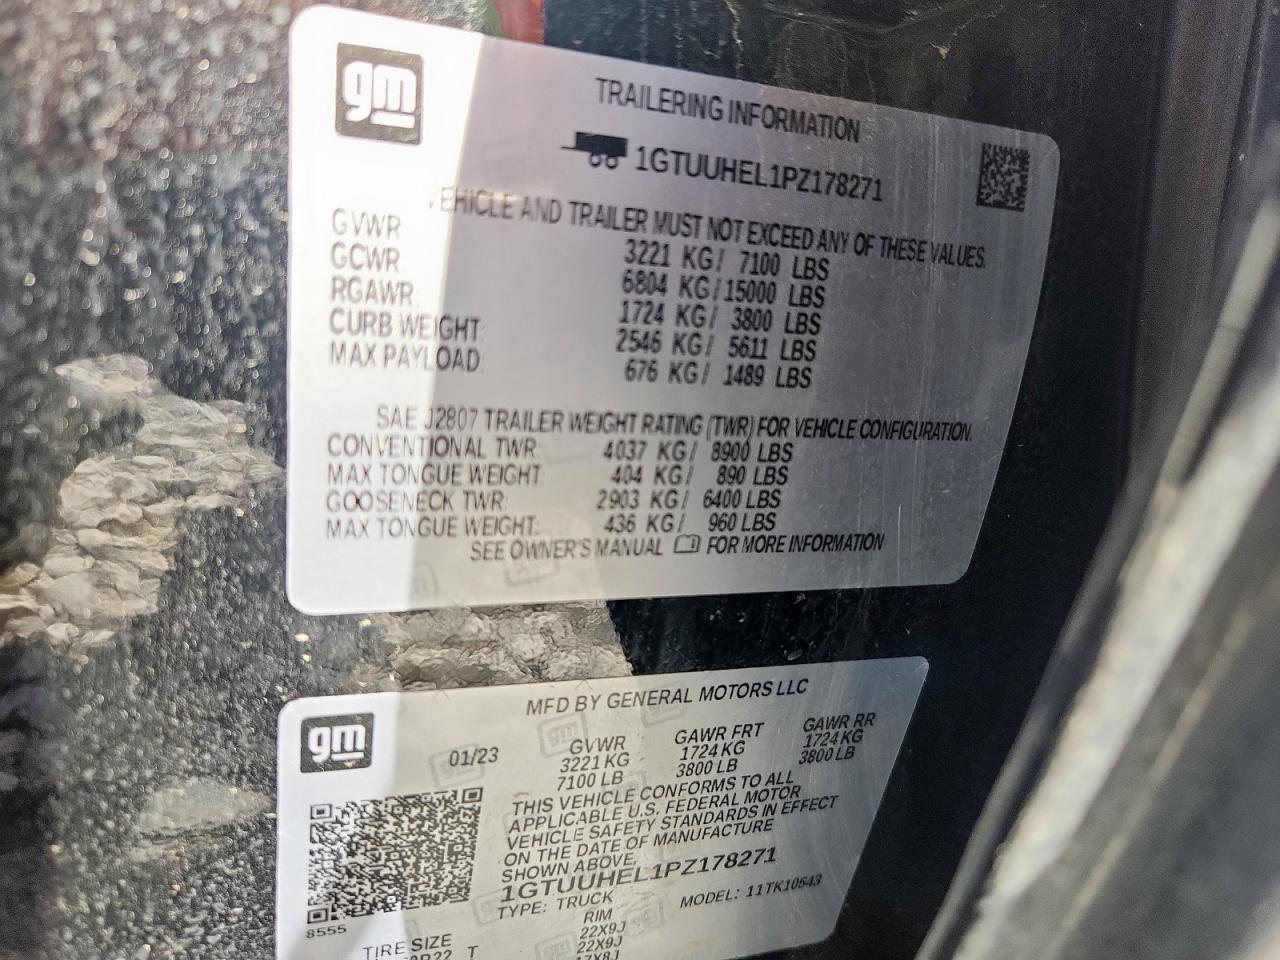 gm
TRAILERING INFORMATION
1GTUUHEL1PZ178271
VEHICLE AND TRAILER MUST NOT EXCEED ANY OF THESE VALUES.
GVWR 3221 KG/ 7100 LBS
GCWR 6804 KG/15000 LBS
RGAWR: 1724 KG/ 3800 LBS
CURB WEIGHT: 2546 KG/ 5611 LBS
MAX PAYLOAD: 676 KG/ 1489 LBS
SAE J2807 TRAILER WEIGHT RATING (TWR) FOR VEHICLE CONFIGURATION.
CONVENTIONAL TWR: 4037 KG/ 8900 LBS
MAX TONGUE WEIGHT: 404 KG/ 890 LBS
GOOSENECK TWR: 2903 KG/ 6400 LBS
MAX TONGUE WEIGHT: 436 KG/ 960 LBS
SEE OWNER'S MANUAL FOR MORE INFORMATION
gm
MFD BY GENERAL MOTORS LLC
01/23 GVWR GAWR FRT GAWR RR
3221 KG 1724 KG 1724 KG
7100 LB 3800 LB 3800 LB
THIS VEHICLE CONFORMS TO ALL
APPLICABLE U.S. FEDERAL MOTOR
VEHICLE SAFETY STANDARDS IN EFFECT
ON THE DATE OF MANUFACTURE
SHOWN ABOVE.
1GTUUHEL1PZ178271
TYPE: TRUCK MODEL: 11TK10543
8555
TIRE SIZE RIM
22X9J
22X9J
17X8J